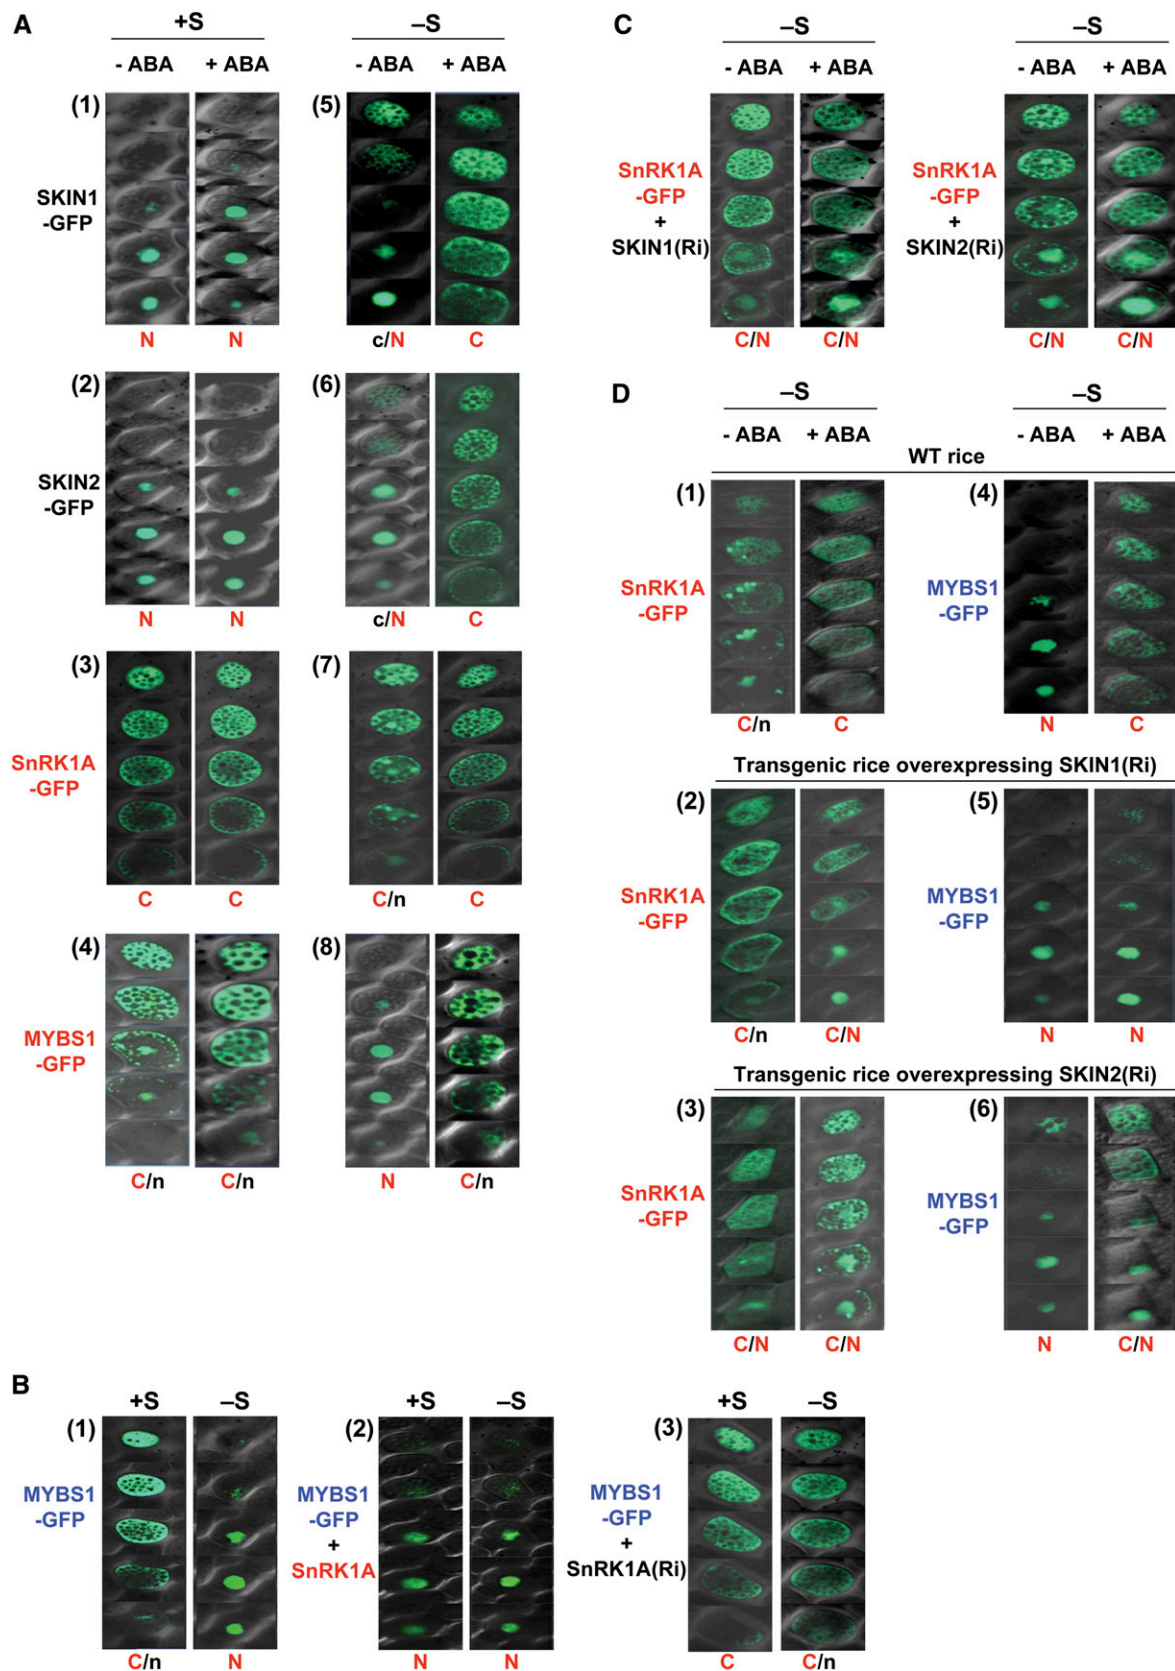 A
+S
–S
- ABA
+ ABA
- ABA
+ ABA
(1)
(5)
SKIN1
-GFP
N
N
c/N
C
(2)
(6)
SKIN2
-GFP
N
N
c/N
C
(3)
(7)
SnRK1A
-GFP
C
C
C/n
C
(4)
(8)
MYBS1
-GFP
C/n
C/n
N
C/n
B
+S
–S
+S
–S
+S
–S
(1)
(2)
(3)
MYBS1
-GFP
MYBS1
-GFP
+
SnRK1A
MYBS1
-GFP
+
SnRK1A(Ri)
C/n
N
N
N
C
C/n
C
–S
–S
- ABA
+ ABA
- ABA
+ ABA
SnRK1A
-GFP
+
SKIN1(Ri)
SnRK1A
-GFP
+
SKIN2(Ri)
C/N
C/N
C/N
C/N
D
–S
–S
- ABA
+ ABA
- ABA
+ ABA
WT rice
(1)
(4)
SnRK1A
-GFP
MYBS1
-GFP
C/n
C
N
C
Transgenic rice overexpressing SKIN1(Ri)
(2)
(5)
SnRK1A
-GFP
MYBS1
-GFP
C/n
C/N
N
N
Transgenic rice overexpressing SKIN2(Ri)
(3)
(6)
SnRK1A
-GFP
MYBS1
-GFP
C/N
C/N
N
C/N